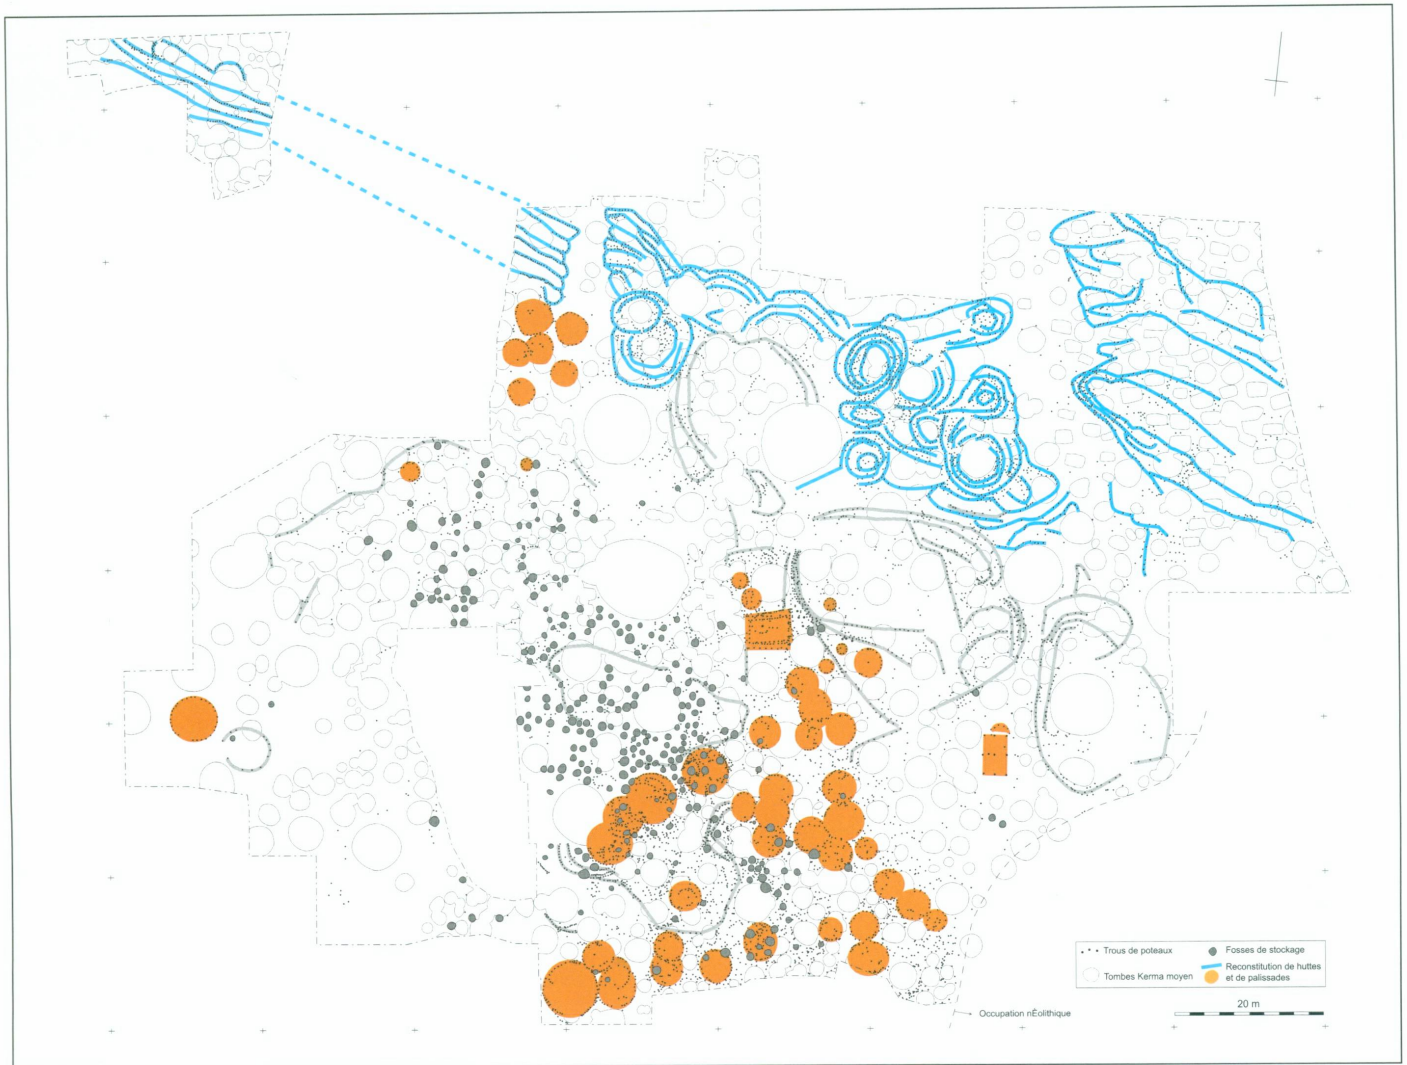 Trous de poteaux
Fosses de stockage
Tombes Kerma moyen
Reconstitution de huttes
et de palissades
20 m
Occupation nÉolithique